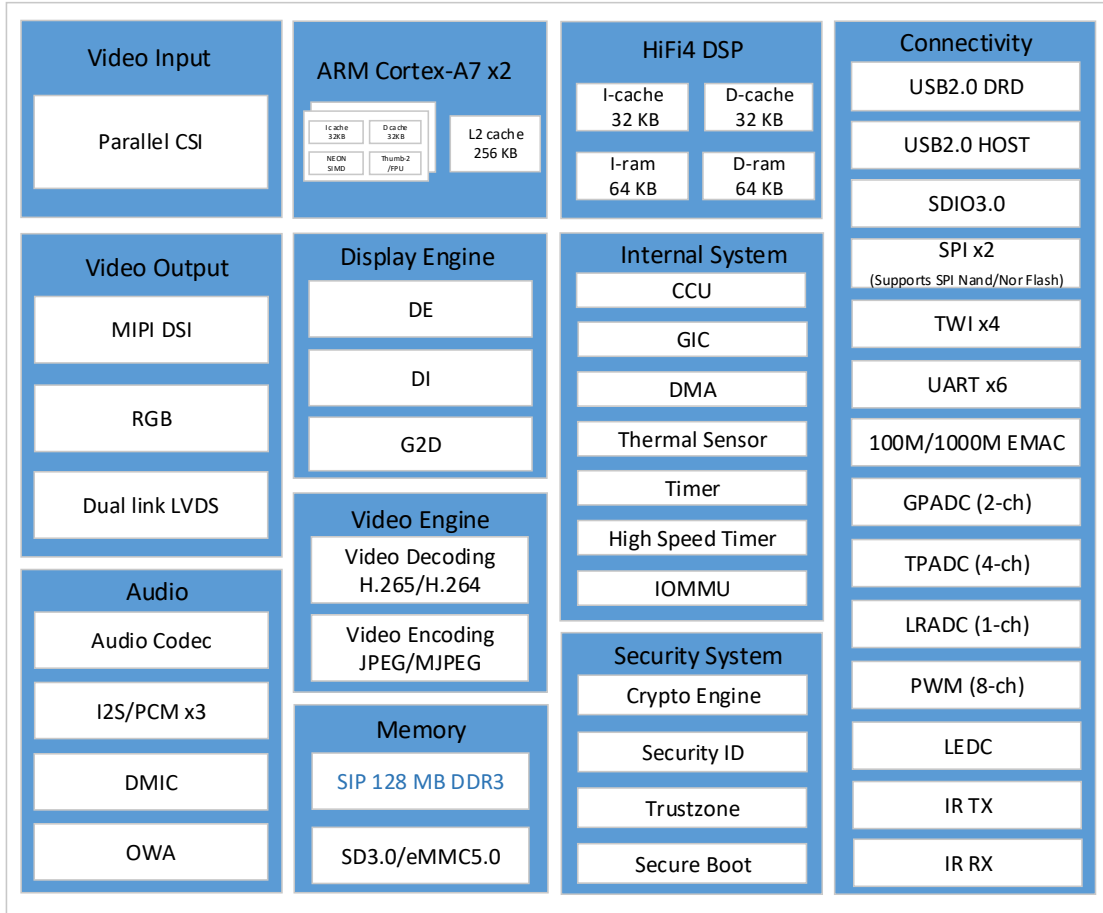 Video Input
Parallel CSI
ARM Cortex-A7 x2
I cache
32KB
D cache
32KB
NEON
SIMD
Thumb-2
/FPU
L2 cache
256 KB
HiFi4 DSP
I-cache
32 KB
D-cache
32 KB
I-ram
64 KB
D-ram
64 KB
Connectivity
USB2.0 DRD
USB2.0 HOST
SDIO3.0
SPI x2
(Supports SPI Nand/Nor Flash)
TWI x4
UART x6
100M/1000M EMAC
GPADC (2-ch)
TPADC (4-ch)
LRADC (1-ch)
PWM (8-ch)
LEDC
IR TX
IR RX
Video Output
MIPI DSI
RGB
Dual link LVDS
Display Engine
DE
DI
G2D
Internal System
CCU
GIC
DMA
Thermal Sensor
Timer
High Speed Timer
IOMMU
Video Engine
Video Decoding
H.265/H.264
Video Encoding
JPEG/MJPEG
Audio
Audio Codec
I2S/PCM x3
DMIC
OWA
Memory
SIP 128 MB DDR3
SD3.0/eMMC5.0
Security System
Crypto Engine
Security ID
Trustzone
Secure Boot